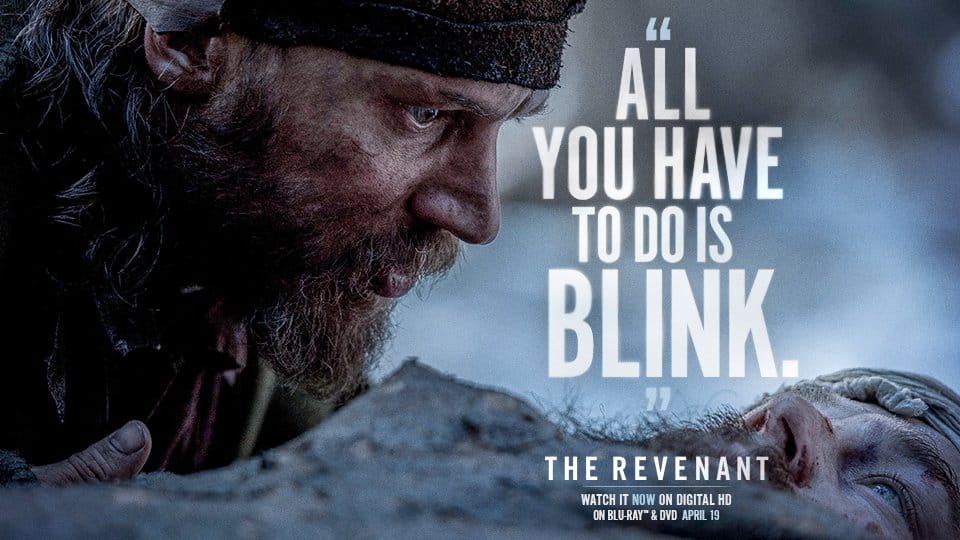 “
ALL
YOU HAVE
TO DO IS
BLINK.
”
THE REVENANT
WATCH IT NOW ON DIGITAL HD
ON BLU-RAY™ & DVD APRIL 19